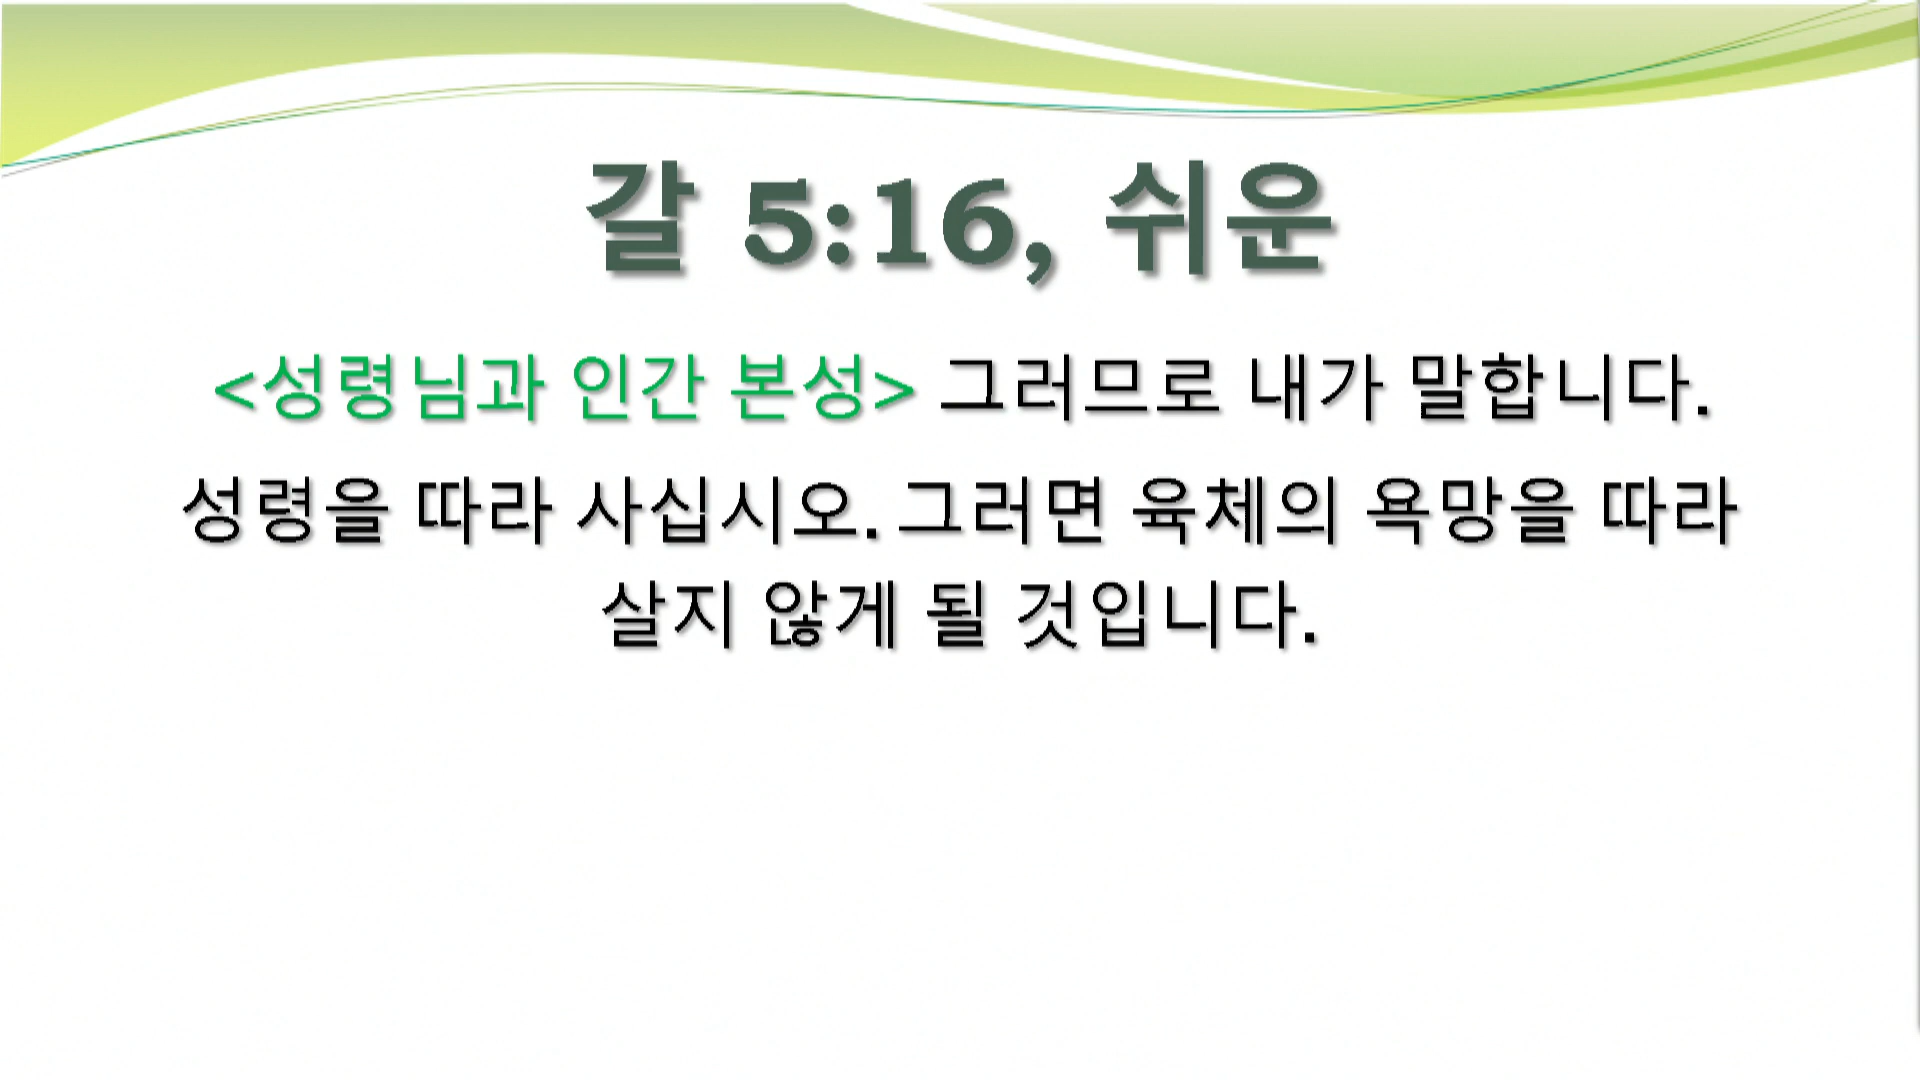 갈 5:16, 쉬운
<성령님과 인간 본성> 그러므로 내가 말합니다.
성령을 따라 사십시오. 그러면 육체의 욕망을 따라
살지 않게 될 것입니다.